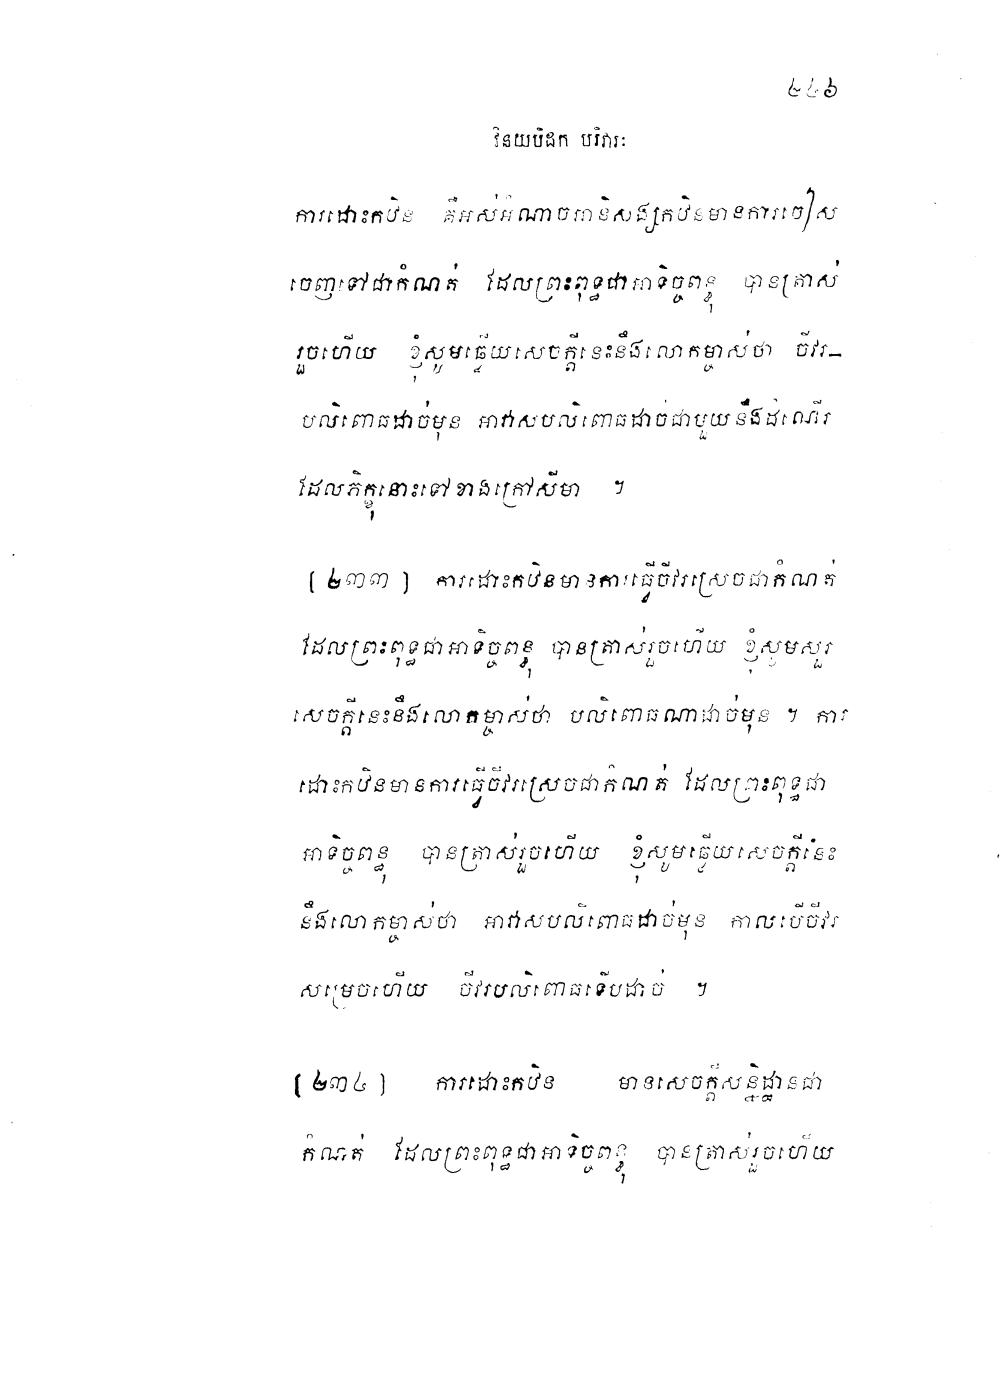 ៤៤៦
វិនយបិដក បរិវារៈ
ការដោះកឋិន គឺអស់អំណាចអានិសង្សកឋិនមានការចៀស
ចេញទៅជាកំណត់ ដែលព្រះពុទ្ធជាអាទិច្ចពន្ធុ បានត្រាស់
រួចហើយ ខ្ញុំសូមឆ្លើយសេចក្តីនេះនឹងលោកម្ចាស់ថា ចីវរ–
បលិពោធដាច់មុន អាវាសបលិពោធដាច់ជាមួយនឹងដំណើរ
ដែលភិក្ខុនោះទៅខាងក្រៅសីមា ។
(២៣៣) ការដោះកឋិនមានការធ្វើចីវរស្រេចជាកំណត់
ដែលព្រះពុទ្ធជាអាទិច្ចពន្ធុ បានត្រាស់រួចហើយ ខ្ញុំសូមសួរ
សេចក្តីនេះនឹងលោកម្ចាស់ថា បលិពោធណាដាច់មុន ។ ការ
ដោះកឋិនមានការធ្វើចីវរស្រេចជាកំណត់ ដែលព្រះពុទ្ធជា
អាទិច្ចពន្ធុ បានត្រាស់រួចហើយ ខ្ញុំសូមឆ្លើយសេចក្តីនេះ
នឹងលោកម្ចាស់ថា អាវាសបលិពោធដាច់មុន កាលបើចីវរ
សម្រេចហើយ ចីវរបលិពោធទើបដាច់ ។
(២៣៤) ការដោះកឋិន មានសេចក្តីសន្និដ្ឋានជា
កំណត់ ដែលព្រះពុទ្ធជាអាទិច្ចពន្ធុ បានត្រាស់រួចហើយ